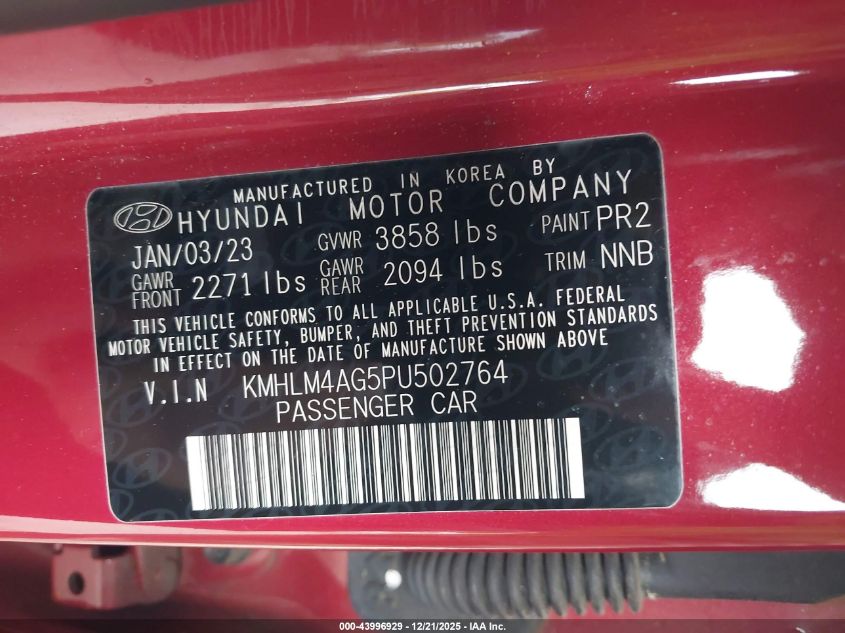 MANUFACTURED IN KOREA BY
HYUNDAI MOTOR COMPANY
JAN/03/23 GVWR 3858 lbs PAINT PR2
GAWR FRONT 2271 lbs GAWR REAR 2094 lbs TRIM NNB
THIS VEHICLE CONFORMS TO ALL APPLICABLE U.S.A. FEDERAL
MOTOR VEHICLE SAFETY, BUMPER, AND THEFT PREVENTION STANDARDS
IN EFFECT ON THE DATE OF MANUFACTURE SHOWN ABOVE
V.I.N KMHLM4AG5PU502764
PASSENGER CAR
000-43996929 - 12/21/2025 - IAA Inc.